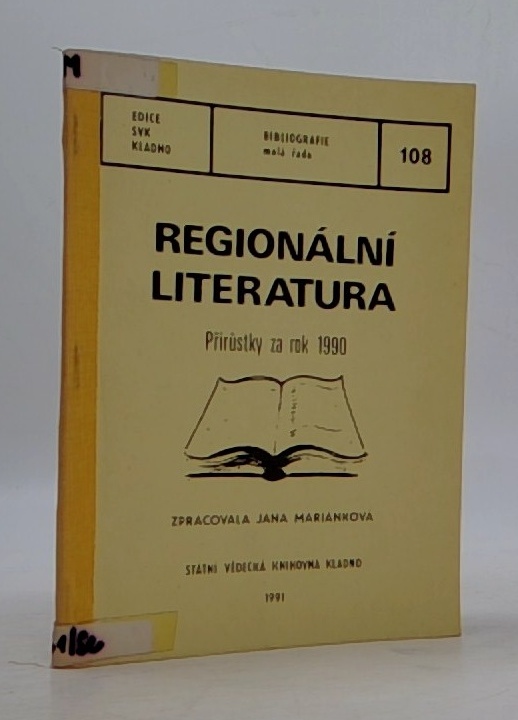 M
EDICE
SVK
KLADNO
BIBLIOGRAFIE
malá řada
108
REGIONÁLNÍ
LITERATURA
Přírůstky za rok 1990
ZPRACOVALA JANA MARIANKOVA
STÁTNÍ VĚDECKÁ KNIHOVNA KLADNO
1991